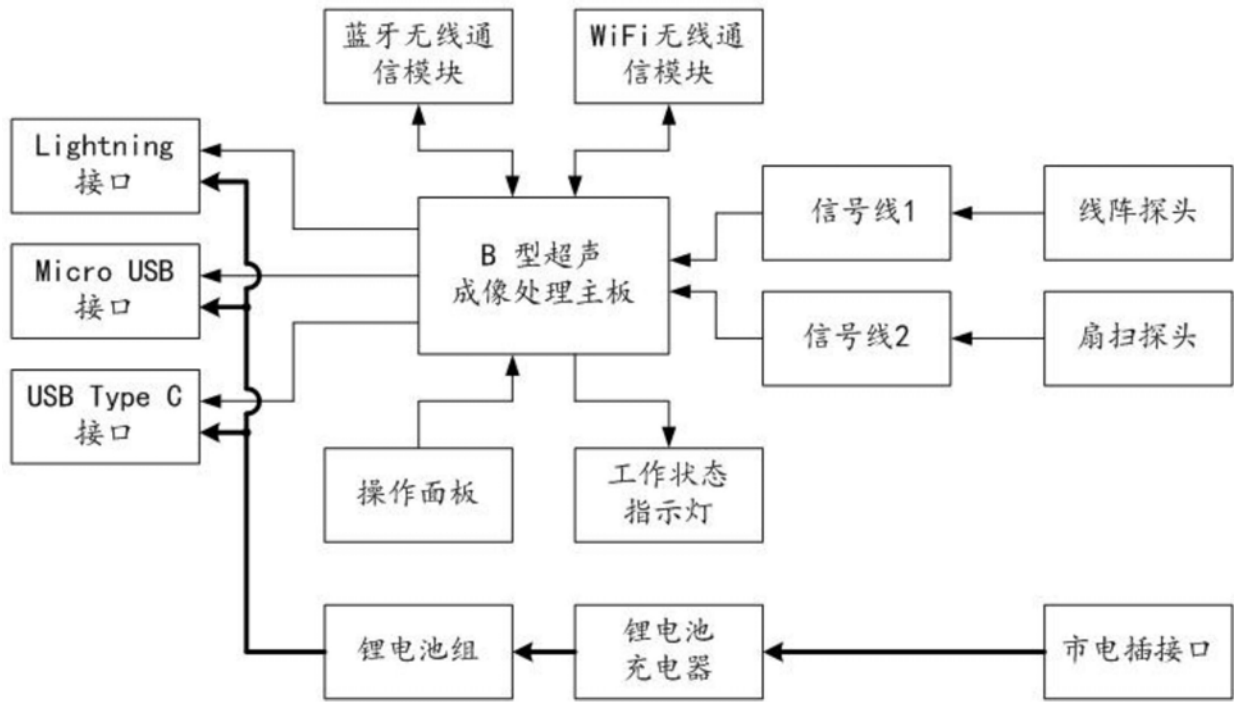 蓝牙无线通
信模块
WiFi无线通
信模块
Lightning
接口
信号线1
线阵探头
B 型超声
成像处理主板
Micro USB
接口
信号线2
扇扫探头
USB Type C
接口
操作面板
工作状态
指示灯
锂电池组
锂电池
充电器
市电插接口